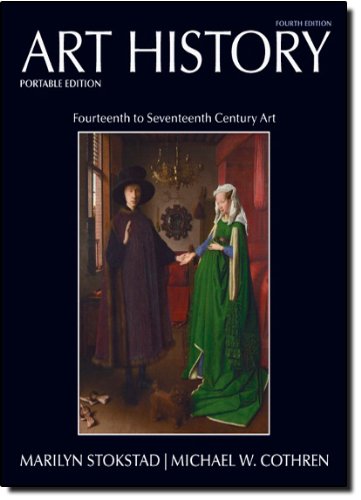 FOURTH EDITION
ART HISTORY
PORTABLE EDITION
Fourteenth to Seventeenth Century Art
MARILYN STOKSTAD | MICHAEL W. COTHREN